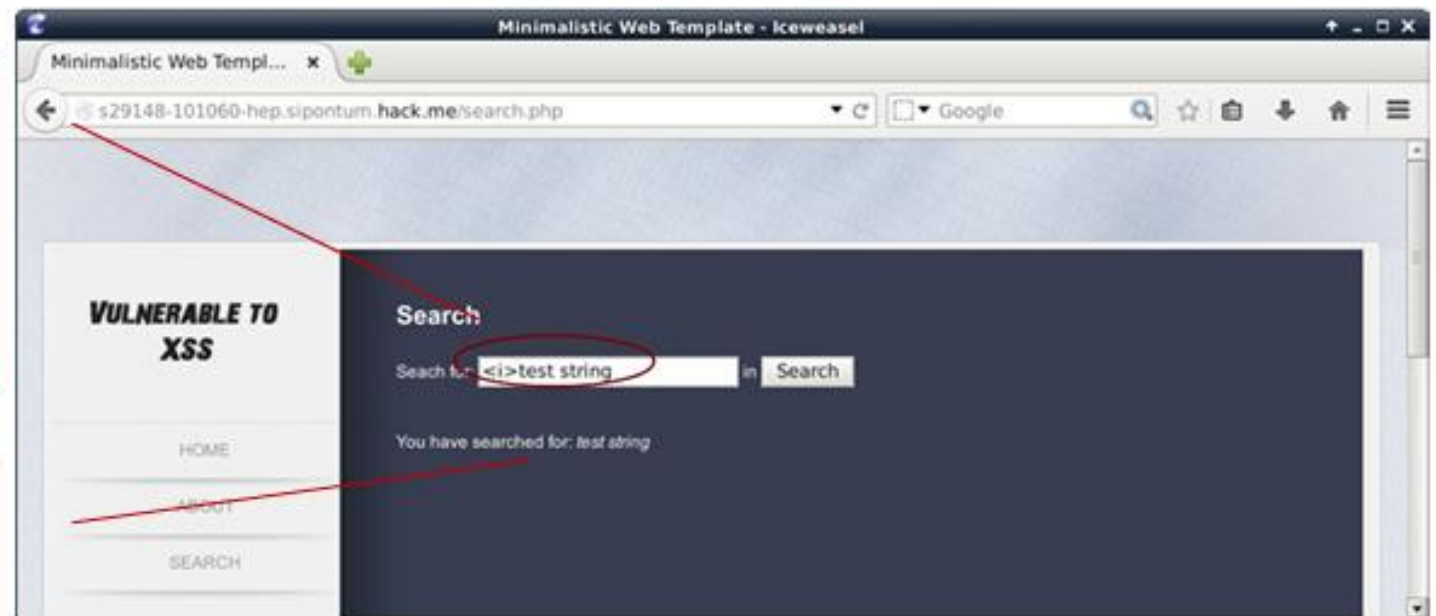 Minimalistic Web Template - Iceweasel
Minimalistic Web Templ...
s29148-101060-hep.sipontum.hack.me/search.php
Google
VULNERABLE TO
XSS
Search
Seach for: <i>test string in Search
You have searched for: test string
HOME
ABOUT
SEARCH